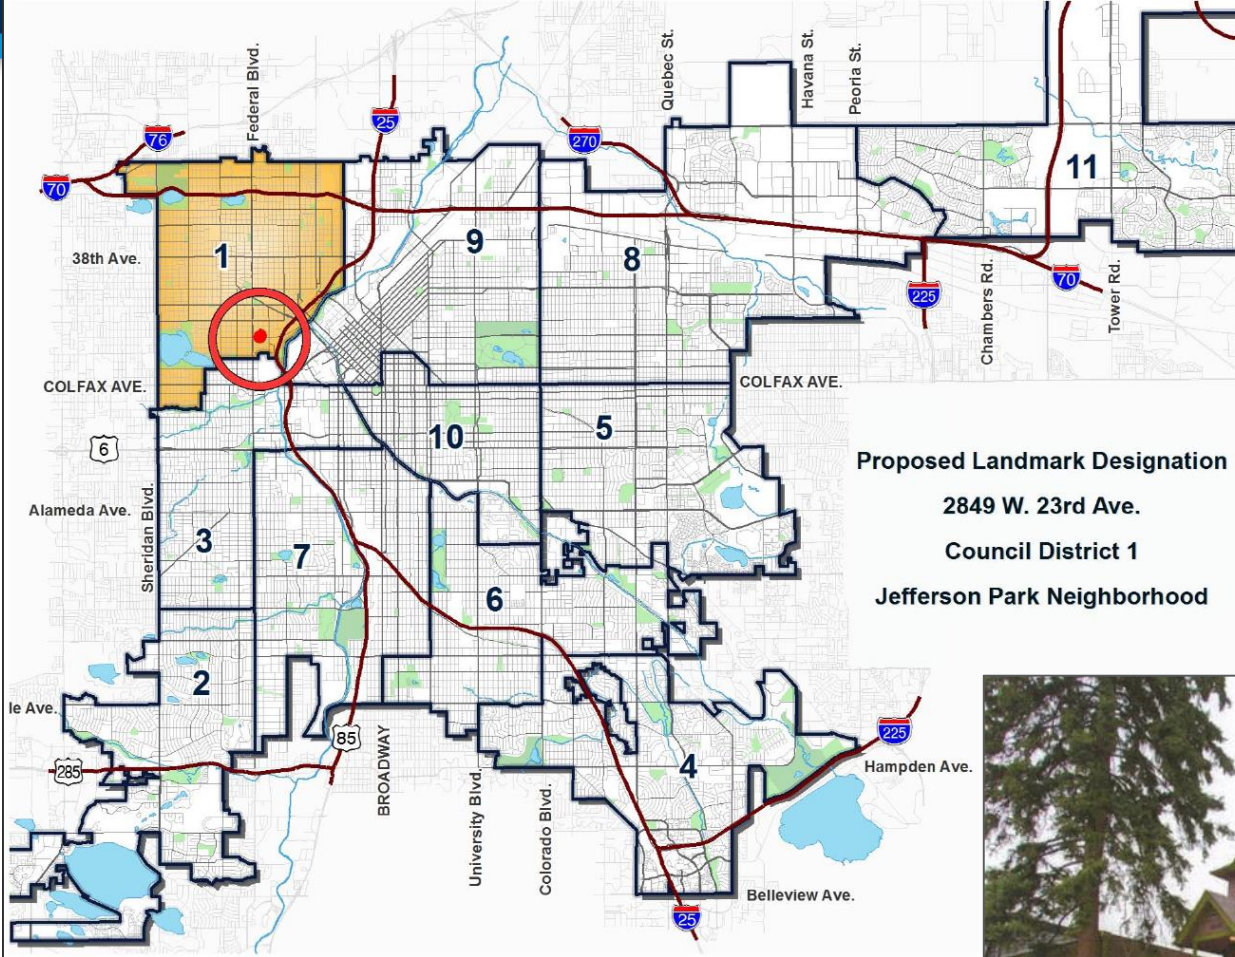 Federal Blvd.
25
Quebec St.
Havana St.
Peoria St.
76
270
70
11
1
9
8
38th Ave.
225
Chambers Rd.
70
Tower Rd.
COLFAX AVE.
COLFAX AVE.
6
10
5
Proposed Landmark Designation
2849 W. 23rd Ave.
Council District 1
Jefferson Park Neighborhood
Alameda Ave.
Sheridan Blvd.
3
7
6
2
le Ave.
85
285
BROADWAY
University Blvd.
Colorado Blvd.
4
225
Hampden Ave.
Belleview Ave.
25